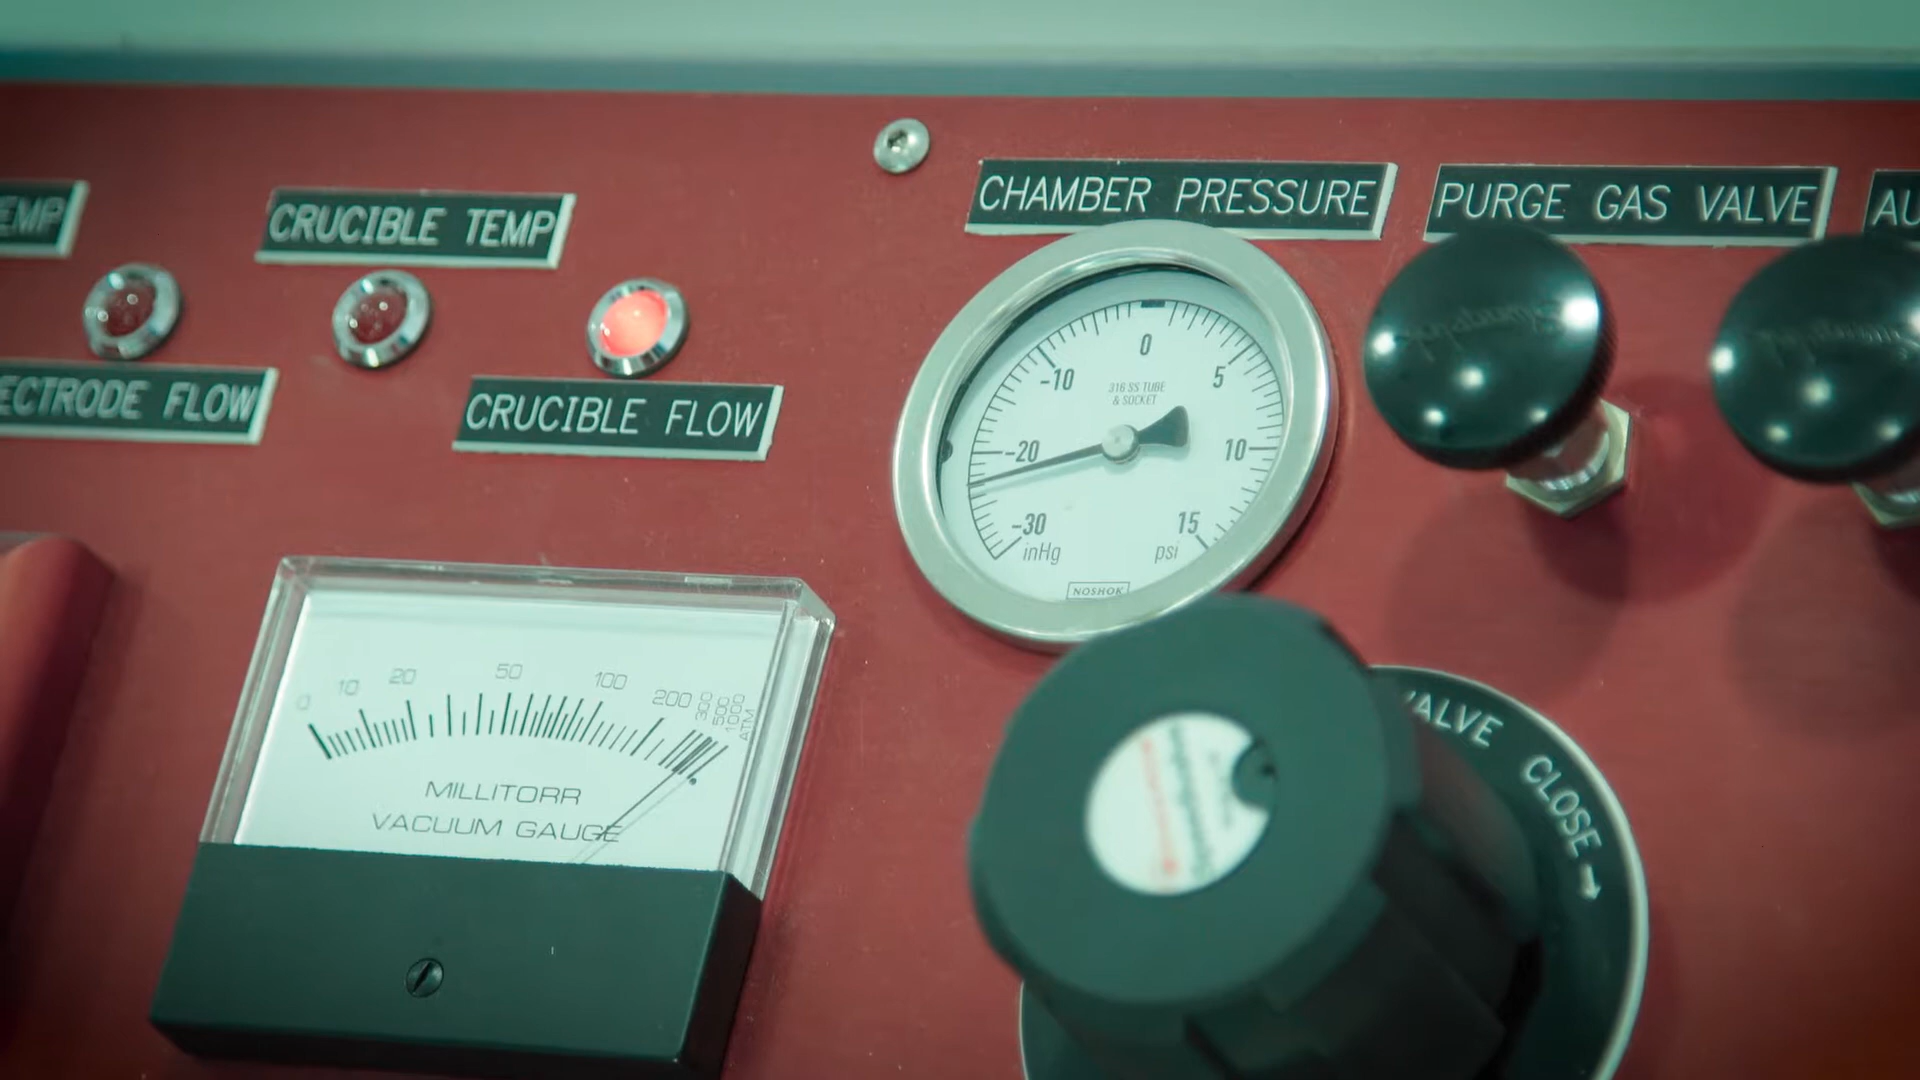 EMP
CRUCIBLE TEMP
CHAMBER PRESSURE
PURGE GAS VALVE
AU
ECTRODE FLOW
CRUCIBLE FLOW
0
-10
5
316 SS TUBE
& SOCKET
-20
10
-30
15
inHg
psi
NOSHOK
0
10
20
50
100
200
300
500
1000
ATM
MILLITORR
VACUUM GAUGE
VALVE CLOSE →